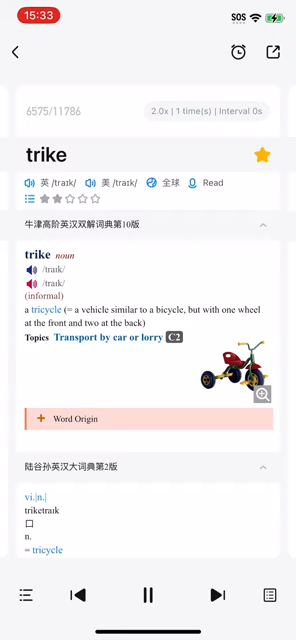 15:33
SOS
6575/11786
2.0x | 1 time(s) | Interval 0s
trike
英 /traɪk/ 美 /traɪk/ 全球 Read
牛津高阶英汉双解词典第10版
trike noun
/traɪk/
/traɪk/
(informal)
a tricycle (= a vehicle similar to a bicycle, but with one wheel
at the front and two at the back)
Topics Transport by car or lorry C2
+ Word Origin
陆谷孙英汉大词典第2版
vi.|n.|
triketraɪk
口
n.
= tricycle